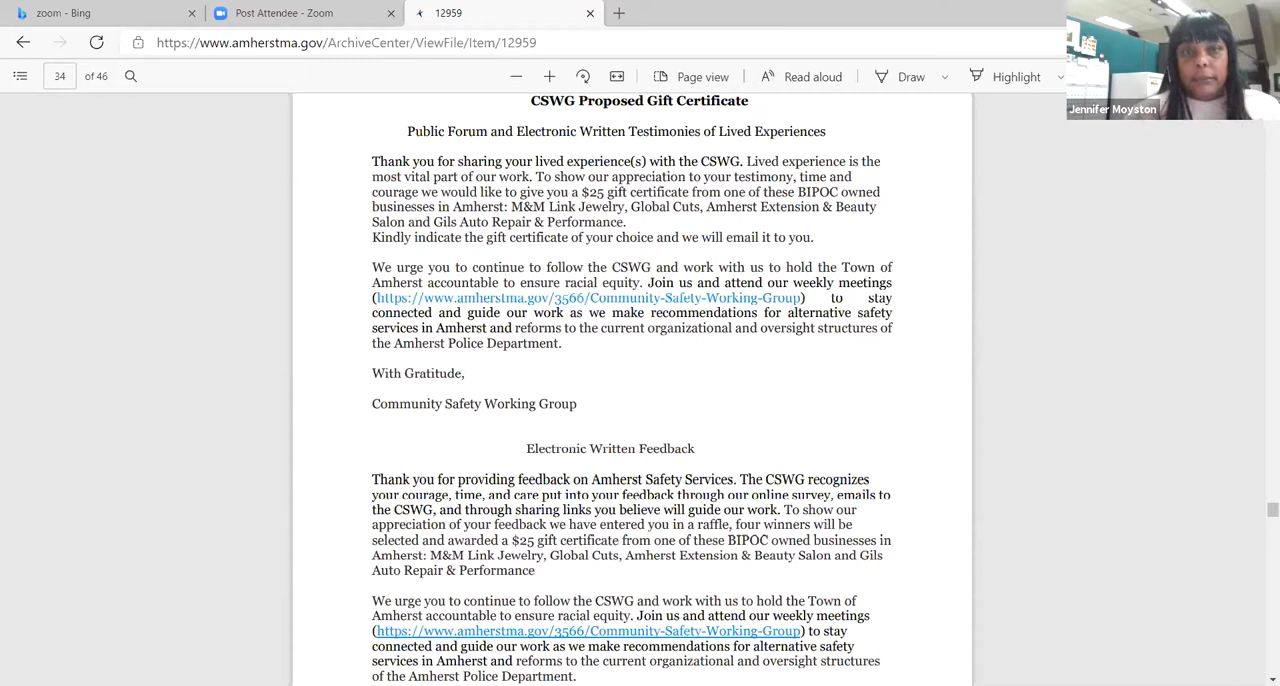 zoom - Bing
Post Attendee - Zoom
12959
https://www.amherstma.gov/ArchiveCenter/ViewFile/Item/12959
34 of 46
Page view
Read aloud
Draw
Highlight
Jennifer Moyston
CSWG Proposed Gift Certificate
Public Forum and Electronic Written Testimonies of Lived Experiences
Thank you for sharing your lived experience(s) with the CSWG. Lived experience is the
most vital part of our work. To show our appreciation to your testimony, time and
courage we would like to give you a $25 gift certificate from one of these BIPOC owned
businesses in Amherst: M&M Link Jewelry, Global Cuts, Amherst Extension & Beauty
Salon and Gils Auto Repair & Performance.
Kindly indicate the gift certificate of your choice and we will email it to you.
We urge you to continue to follow the CSWG and work with us to hold the Town of
Amherst accountable to ensure racial equity. Join us and attend our weekly meetings
(https://www.amherstma.gov/3566/Community-Safety-Working-Group) to stay
connected and guide our work as we make recommendations for alternative safety
services in Amherst and reforms to the current organizational and oversight structures of
the Amherst Police Department.
With Gratitude,
Community Safety Working Group
Electronic Written Feedback
Thank you for providing feedback on Amherst Safety Services. The CSWG recognizes
your courage, time, and care put into your feedback through our online survey, emails to
the CSWG, and through sharing links you believe will guide our work. To show our
appreciation of your feedback we have entered you in a raffle, four winners will be
selected and awarded a $25 gift certificate from one of these BIPOC owned businesses in
Amherst: M&M Link Jewelry, Global Cuts, Amherst Extension & Beauty Salon and Gils
Auto Repair & Performance
We urge you to continue to follow the CSWG and work with us to hold the Town of
Amherst accountable to ensure racial equity. Join us and attend our weekly meetings
(https://www.amherstma.gov/3566/Community-Safety-Working-Group) to stay
connected and guide our work as we make recommendations for alternative safety
services in Amherst and reforms to the current organizational and oversight structures
of the Amherst Police Department.